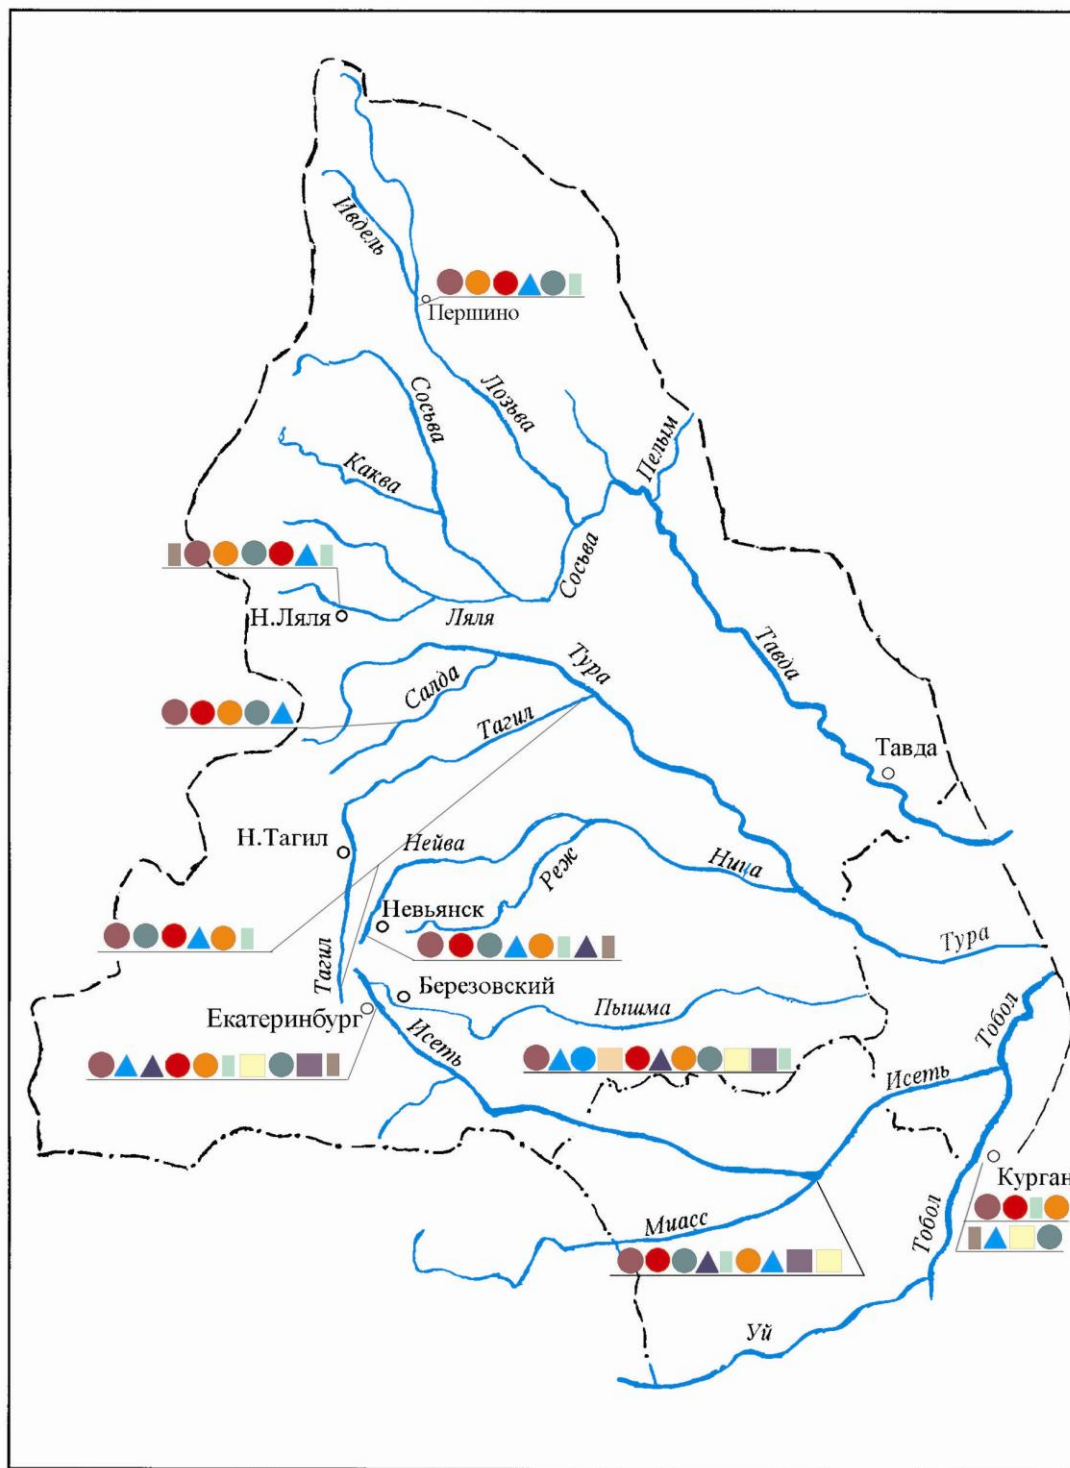 Ивдель
Першино
Сосьва
Лозьва
Пелым
Каква
Сосьва
Н.Ляля
Ляля
Тура
Салда
Тавда
Тагил
Тавда
Н.Тагил
Нейва
Реж
Ница
Невьянск
Тура
Тагил
Березовский
Екатеринбург
Исеть
Пышма
Тобол
Исеть
Курган
Миасс
Тобол
Уй